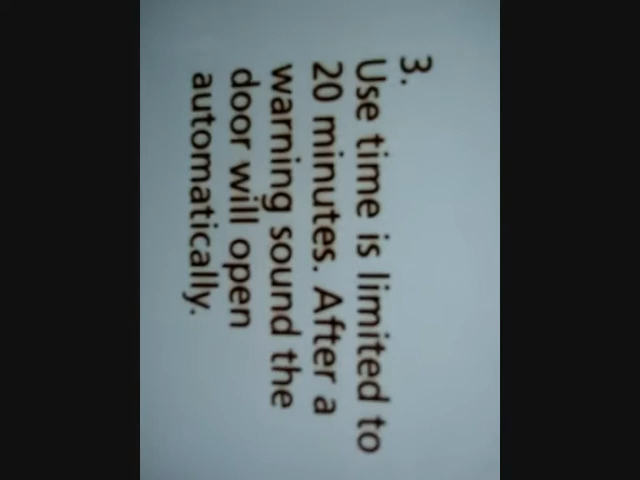 3.
Use time is limited to
20 minutes. After a
warning sound the
door will open
automatically.